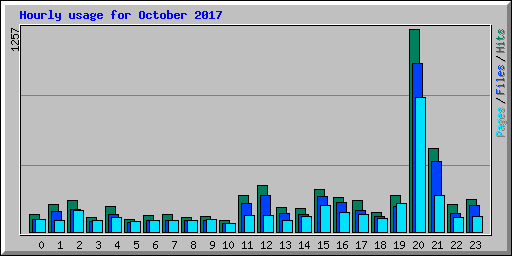 Hourly usage for October 2017
1257
Pages/Files/Hits
0 1 2 3 4 5 6 7 8 9 10 11 12 13 14 15 16 17 18 19 20 21 22 23